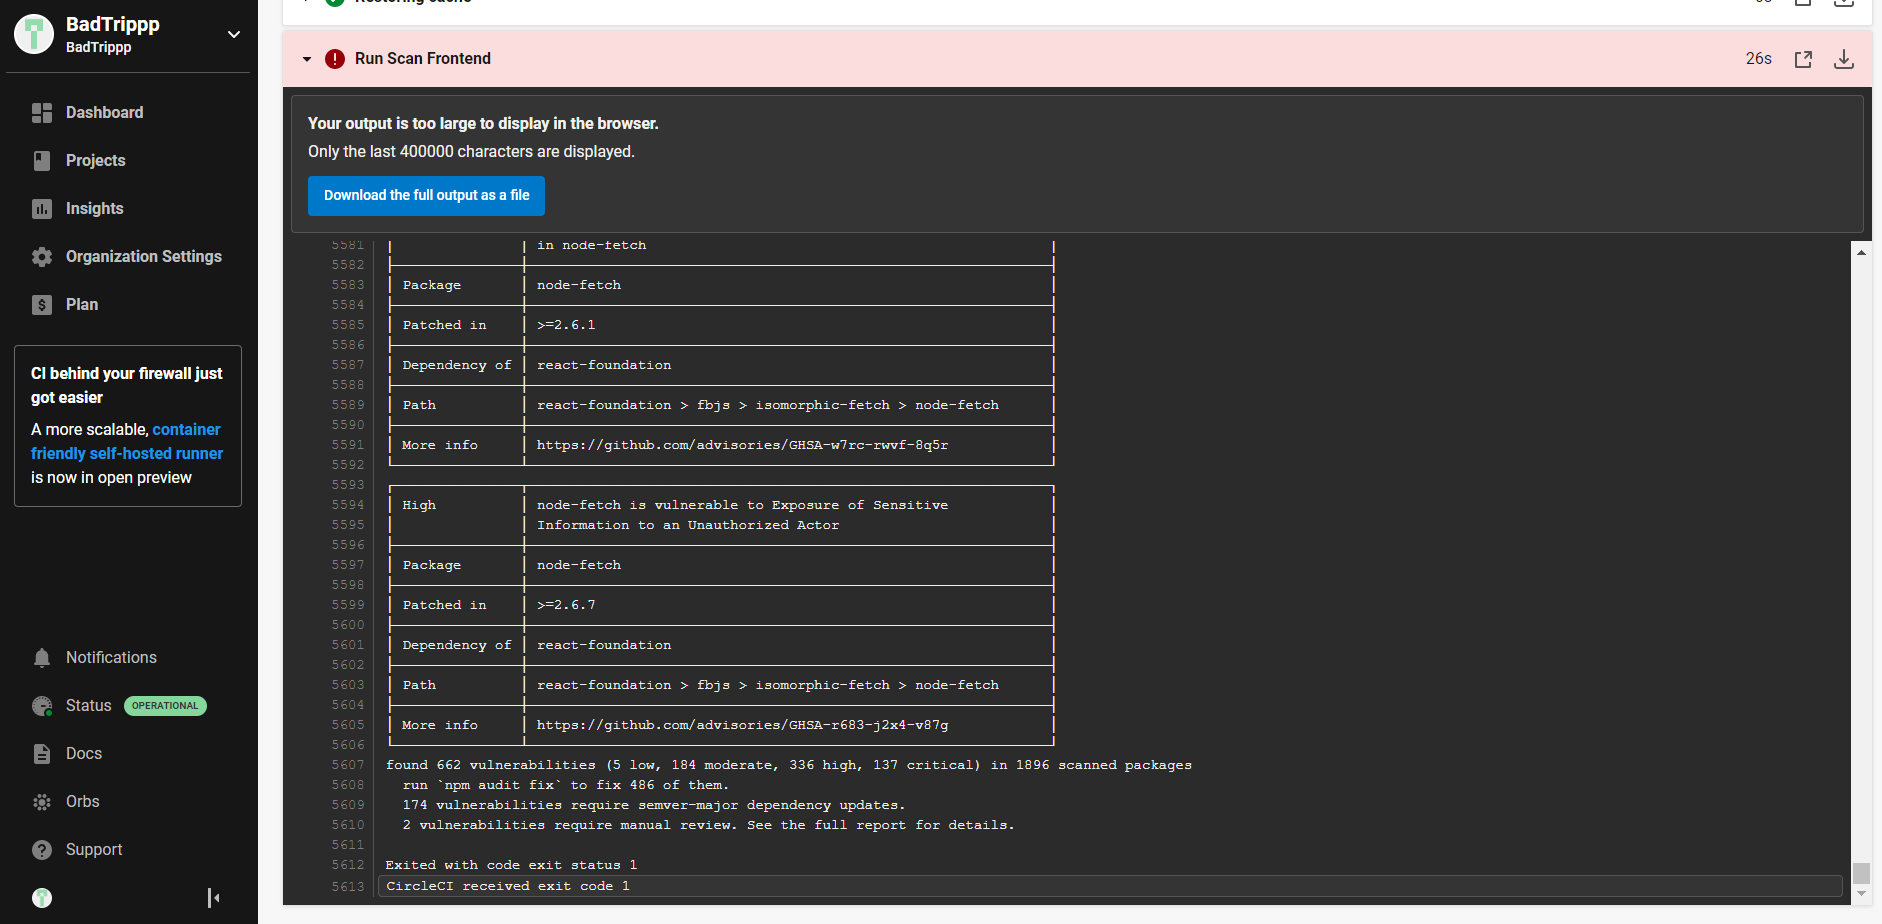 BadTrippp
BadTrippp
Dashboard
Projects
Insights
Organization Settings
Plan
CI behind your firewall just
got easier
A more scalable, container
friendly self-hosted runner
is now in open preview
Notifications
Status OPERATIONAL
Docs
Orbs
Support
Restoring cache
Run Scan Frontend 26s
Your output is too large to display in the browser.
Only the last 400000 characters are displayed.
Download the full output as a file
5581 in node-fetch
5582
5583 Package node-fetch
5584
5585 Patched in >=2.6.1
5586
5587 Dependency of react-foundation
5588
5589 Path react-foundation > fbjs > isomorphic-fetch > node-fetch
5590
5591 More info https://github.com/advisories/GHSA-w7rc-rwvf-8q5r
5592
5593
5594 High node-fetch is vulnerable to Exposure of Sensitive
5595 Information to an Unauthorized Actor
5596
5597 Package node-fetch
5598
5599 Patched in >=2.6.7
5600
5601 Dependency of react-foundation
5602
5603 Path react-foundation > fbjs > isomorphic-fetch > node-fetch
5604
5605 More info https://github.com/advisories/GHSA-r683-j2x4-v87g
5606
5607 found 662 vulnerabilities (5 low, 184 moderate, 336 high, 137 critical) in 1896 scanned packages
5608 run `npm audit fix` to fix 486 of them.
5609 174 vulnerabilities require semver-major dependency updates.
5610 2 vulnerabilities require manual review. See the full report for details.
5611
5612 Exited with code exit status 1
5613 CircleCI received exit code 1